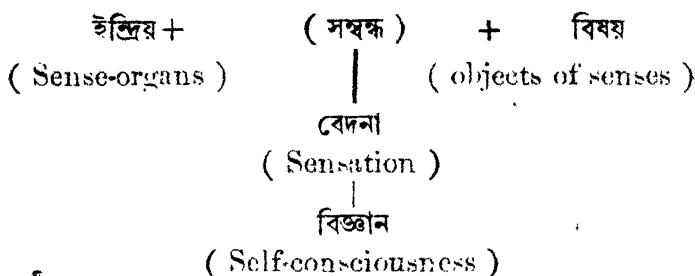 ইন্দ্রিয় + ( সম্বন্ধ ) + বিষয়
( Sense-organs ) ( objects of senses )
বেদনা
( Sensation )
বিজ্ঞান
( Self-consciousness )